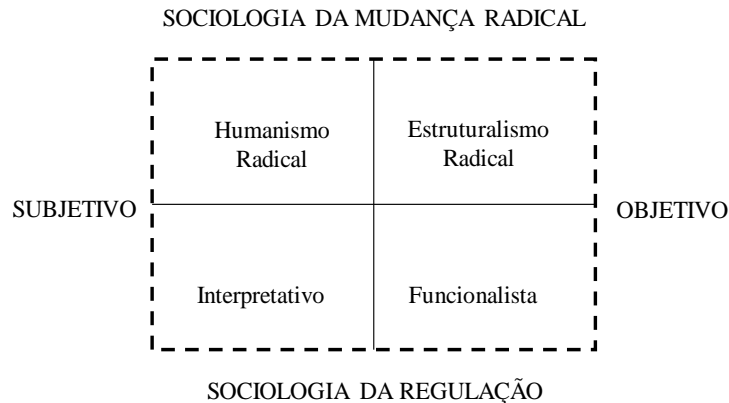 SOCIOLOGIA DA MUDANÇA RADICAL
Humanismo
Radical
Estruturalismo
Radical
SUBJETIVO
OBJETIVO
Interpretativo
Funcionalista
SOCIOLOGIA DA REGULAÇÃO